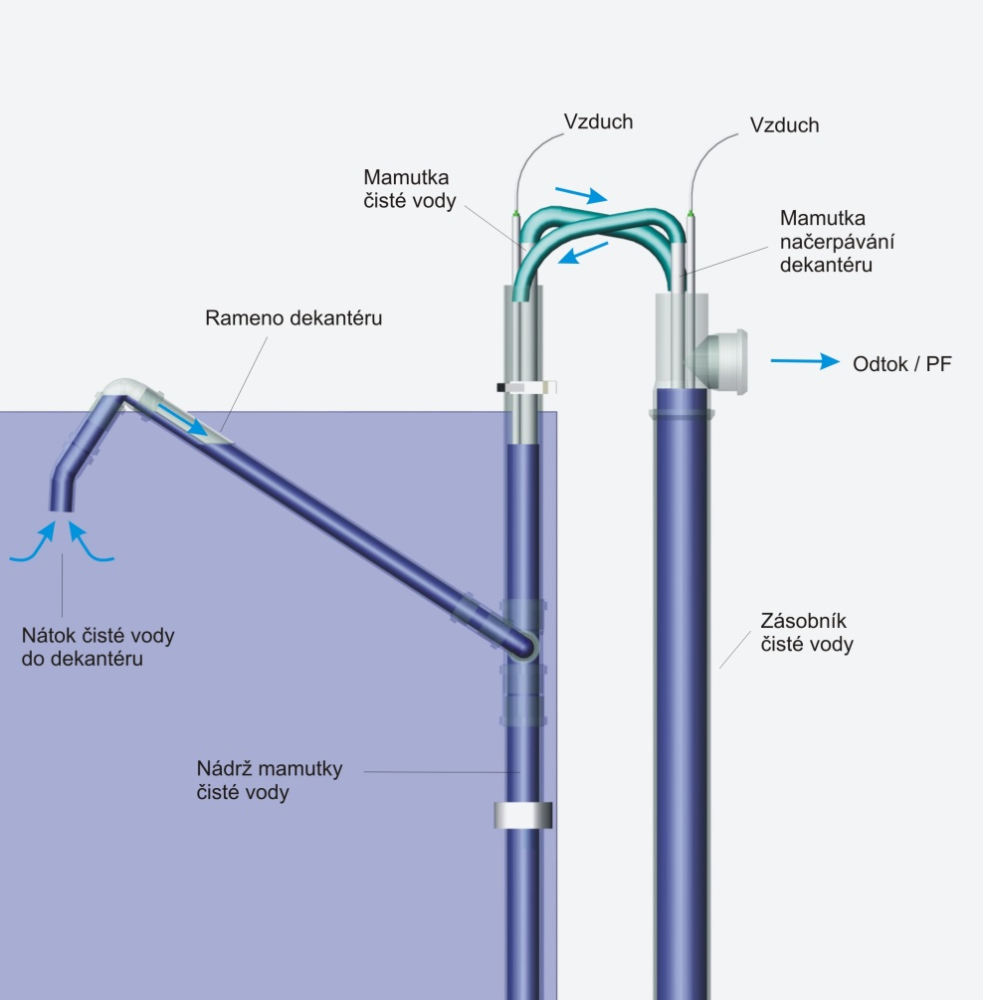 Vzduch
Vzduch
Mamutka
čisté vody
Mamutka
načerpávání
dekantéru
Rameno dekantéru
Odtok / PF
Nátok čisté vody
do dekantéru
Zásobník
čisté vody
Nádrž mamutky
čisté vody